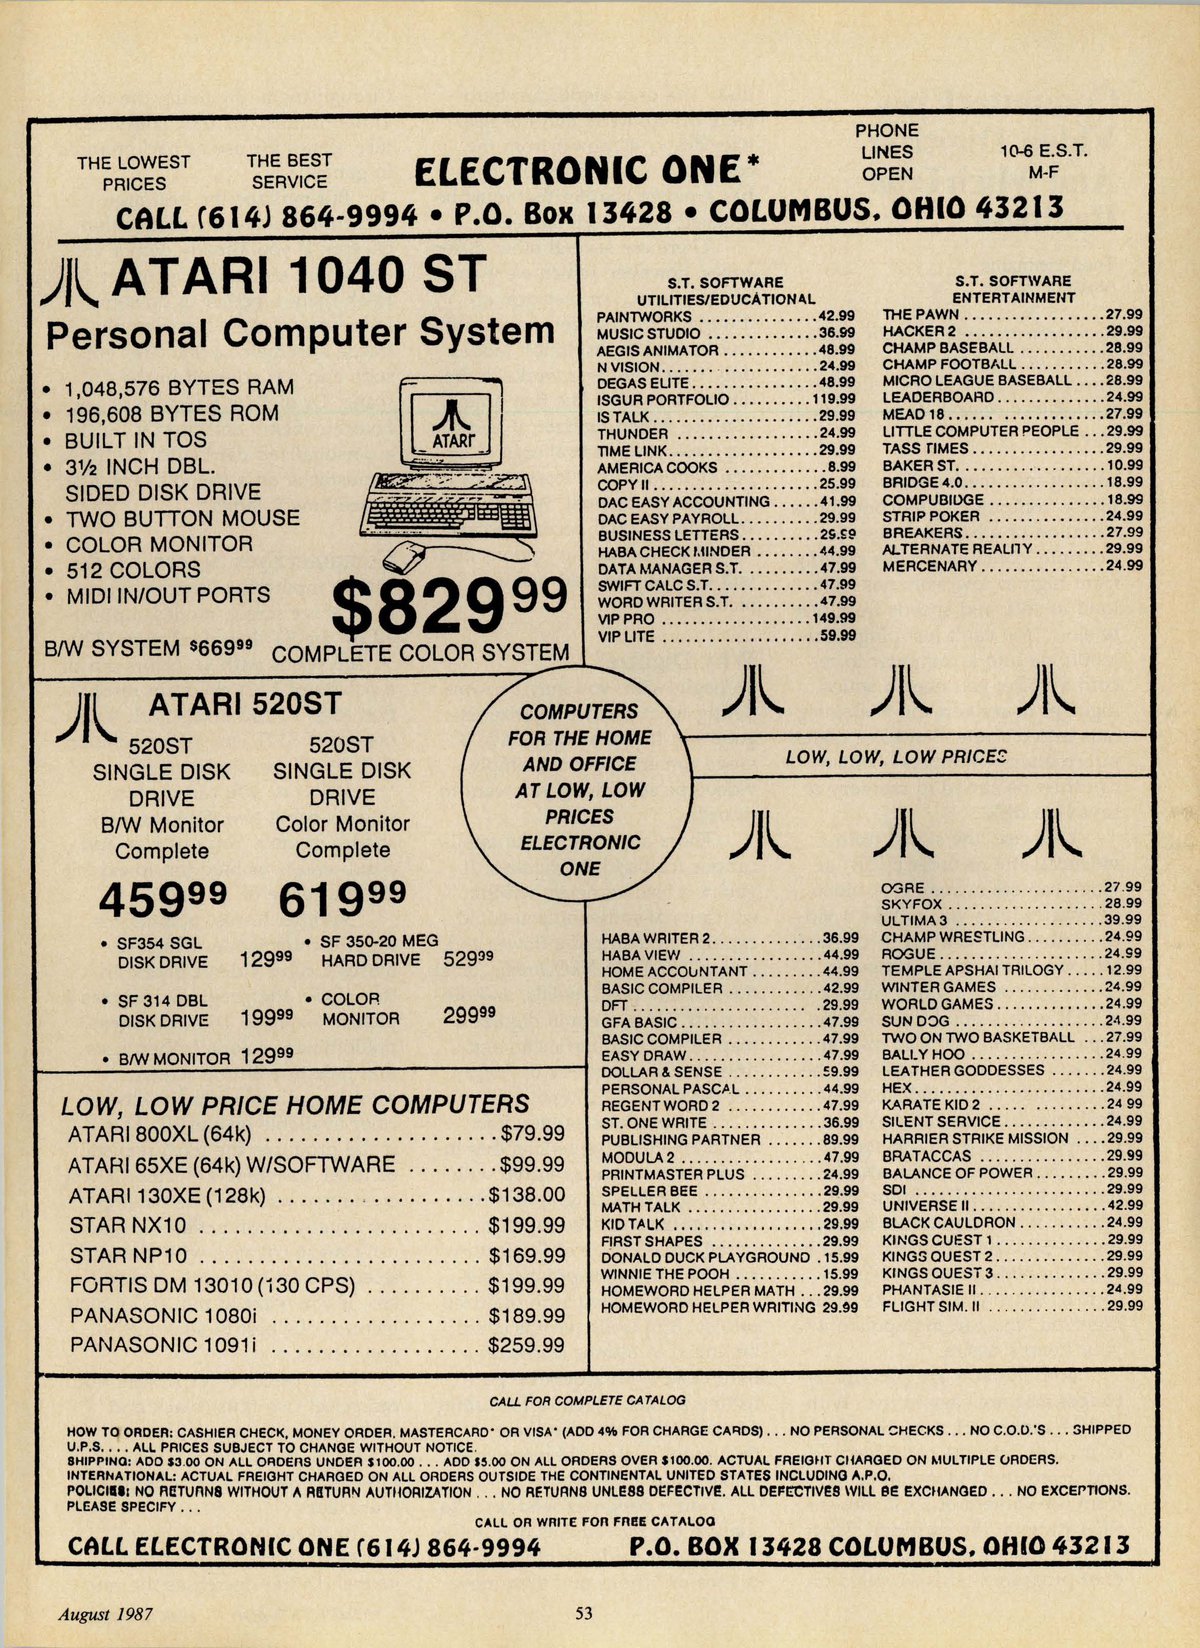 THE LOWEST PRICES
THE BEST SERVICE
ELECTRONIC ONE*
PHONE LINES OPEN
10-6 E.S.T. M-F
CALL (614) 864-9994 • P.O. Box 13428 • COLUMBUS, OHIO 43213
ATARI 1040 ST
Personal Computer System
• 1,048,576 BYTES RAM
• 196,608 BYTES ROM
• BUILT IN TOS
• 3½ INCH DBL.
SIDED DISK DRIVE
• TWO BUTTON MOUSE
• COLOR MONITOR
• 512 COLORS
• MIDI IN/OUT PORTS
ATARI
$829 99
B/W SYSTEM $669 99
COMPLETE COLOR SYSTEM
ATARI 520ST
520ST
SINGLE DISK
DRIVE
B/W Monitor
Complete
459 99
520ST
SINGLE DISK
DRIVE
Color Monitor
Complete
619 99
• SF354 SGL
DISK DRIVE 129 99
• SF 350-20 MEG
HARD DRIVE 529 99
• SF 314 DBL
DISK DRIVE 199 99
• COLOR
MONITOR 299 99
• B/W MONITOR 129 99
COMPUTERS
FOR THE HOME
AND OFFICE
AT LOW, LOW
PRICES
ELECTRONIC
ONE
LOW, LOW PRICE HOME COMPUTERS
ATARI 800XL (64k) ........ $79.99
ATARI 65XE (64k) W/SOFTWARE ........ $99.99
ATARI 130XE (128k) ........ $138.00
STAR NX10 ........ $199.99
STAR NP10 ........ $169.99
FORTIS DM 13010 (130 CPS) ........ $199.99
PANASONIC 1080i ........ $189.99
PANASONIC 1091i ........ $259.99
S.T. SOFTWARE
UTILITIES/EDUCATIONAL
PAINTWORKS ........ 42.99
MUSIC STUDIO ........ 36.99
AEGIS ANIMATOR ........ 48.99
N VISION ........ 24.99
DEGAS ELITE ........ 48.99
ISGUR PORTFOLIO ........ 119.99
IS TALK ........ 29.99
THUNDER ........ 24.99
TIME LINK ........ 29.99
AMERICA COOKS ........ 8.99
COPY II ........ 25.99
DAC EASY ACCOUNTING ...... 41.99
DAC EASY PAYROLL ........ 29.99
BUSINESS LETTERS ........
HABA CHECK MINDER ........ 44.99
DATA MANAGER S.T. ........ 47.99
SWIFT CALC S.T. ........ 47.99
WORD WRITER S.T. ........ 47.99
VIP PRO ........ 149.99
VIP LITE ........ 59.99
S.T. SOFTWARE
ENTERTAINMENT
THE PAWN ........ 27.99
HACKER 2 ........ 29.99
CHAMP BASEBALL ........ 28.99
CHAMP FOOTBALL ........ 28.99
MICRO LEAGUE BASEBALL .... 28.99
LEADERBOARD ........ 24.99
MEAD 18 ........ 27.99
LITTLE COMPUTER PEOPLE ... 29.99
TASS TIMES ........ 29.99
BAKER ST. ........ 10.99
BRIDGE 4.0 ........ 18.99
COMPUBIDGE ........ 18.99
STRIP POKER ........ 24.99
BREAKERS ........ 27.99
ALTERNATE REALITY ........ 29.99
MERCENARY ........ 24.99
LOW, LOW, LOW PRICES
HABA WRITER 2 ........ 36.99
HABA VIEW ........ 44.99
HOME ACCOUNTANT ........ 44.99
BASIC COMPILER ........ 42.99
DFT ........ 29.99
GFA BASIC ........ 47.99
BASIC COMPILER ........ 47.99
EASY DRAW ........ 47.99
DOLLAR & SENSE ........ 59.99
PERSONAL PASCAL ........ 44.99
REGENT WORD 2 ........ 47.99
ST. ONE WRITE ........ 36.99
PUBLISHING PARTNER ........ 89.99
MODULA 2 ........ 47.99
PRINTMASTER PLUS ........ 24.99
SPELLER BEE ........ 29.99
MATH TALK ........ 29.99
KID TALK ........ 29.99
FIRST SHAPES ........ 29.99
DONALD DUCK PLAYGROUND . 15.99
WINNIE THE POOH ........ 15.99
HOMEWORD HELPER MATH ... 29.99
HOMEWORD HELPER WRITING 29.99
OGRE ........ 27.99
SKYFOX ........ 28.99
ULTIMA 3 ........ 39.99
CHAMP WRESTLING ........ 24.99
ROGUE ........ 24.99
TEMPLE APSHAI TRILOGY ..... 12.99
WINTER GAMES ........ 24.99
WORLD GAMES ........ 24.99
SUN DOG ........ 24.99
TWO ON TWO BASKETBALL ... 27.99
BALLY HOO ........ 24.99
LEATHER GODDESSES ....... 24.99
HEX ........ 24.99
KARATE KID 2 ........ 24 99
SILENT SERVICE ........ 24.99
HARRIER STRIKE MISSION .... 29.99
BRATACCAS ........ 29.99
BALANCE OF POWER ........ 29.99
SDI ........ 29.99
UNIVERSE II ........ 42.99
BLACK CAULDRON ........ 24.99
KINGS QUEST 1 ........ 29.99
KINGS QUEST 2 ........ 29.99
KINGS QUEST 3 ........ 29.99
PHANTASIE II ........ 24.99
FLIGHT SIM. II ........ 29.99
CALL FOR COMPLETE CATALOG
HOW TO ORDER: CASHIER CHECK, MONEY ORDER, MASTERCARD* OR VISA* (ADD 4% FOR CHARGE CARDS) ... NO PERSONAL CHECKS ... NO C.O.D.'S ... SHIPPED
U.P.S. ... ALL PRICES SUBJECT TO CHANGE WITHOUT NOTICE.
SHIPPING: ADD $3.00 ON ALL ORDERS UNDER $100.00 ... ADD $5.00 ON ALL ORDERS OVER $100.00. ACTUAL FREIGHT CHARGED ON MULTIPLE ORDERS.
INTERNATIONAL: ACTUAL FREIGHT CHARGED ON ALL ORDERS OUTSIDE THE CONTINENTAL UNITED STATES INCLUDING A.P.O.
POLICIES: NO RETURNS WITHOUT A RETURN AUTHORIZATION ... NO RETURNS UNLESS DEFECTIVE. ALL DEFECTIVES WILL BE EXCHANGED ... NO EXCEPTIONS.
PLEASE SPECIFY ...
CALL OR WRITE FOR FREE CATALOG
CALL ELECTRONIC ONE (614) 864-9994
P.O. BOX 13428 COLUMBUS, OHIO 43213
August 1987
53